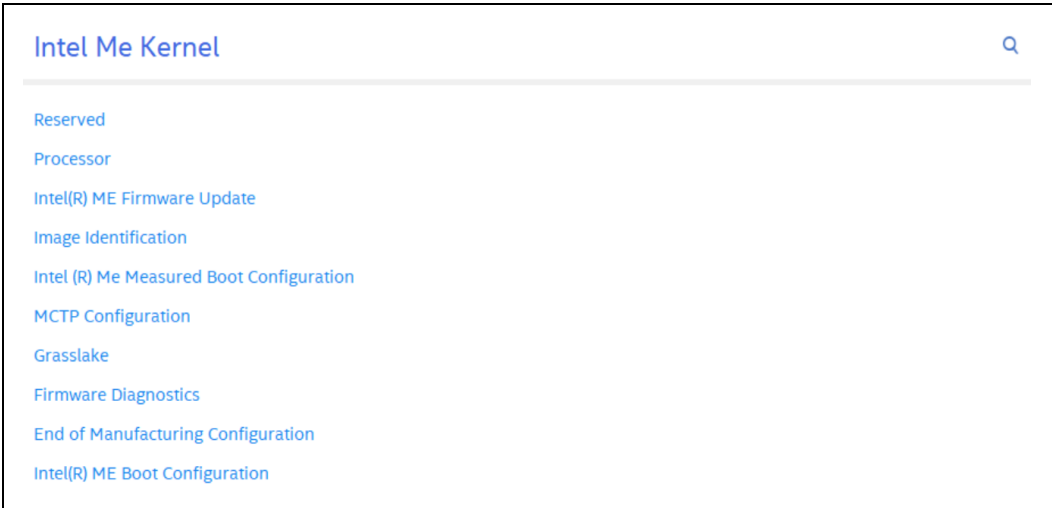 Intel Me Kernel
Reserved
Processor
Intel(R) ME Firmware Update
Image Identification
Intel (R) Me Measured Boot Configuration
MCTP Configuration
Grasslake
Firmware Diagnostics
End of Manufacturing Configuration
Intel(R) ME Boot Configuration